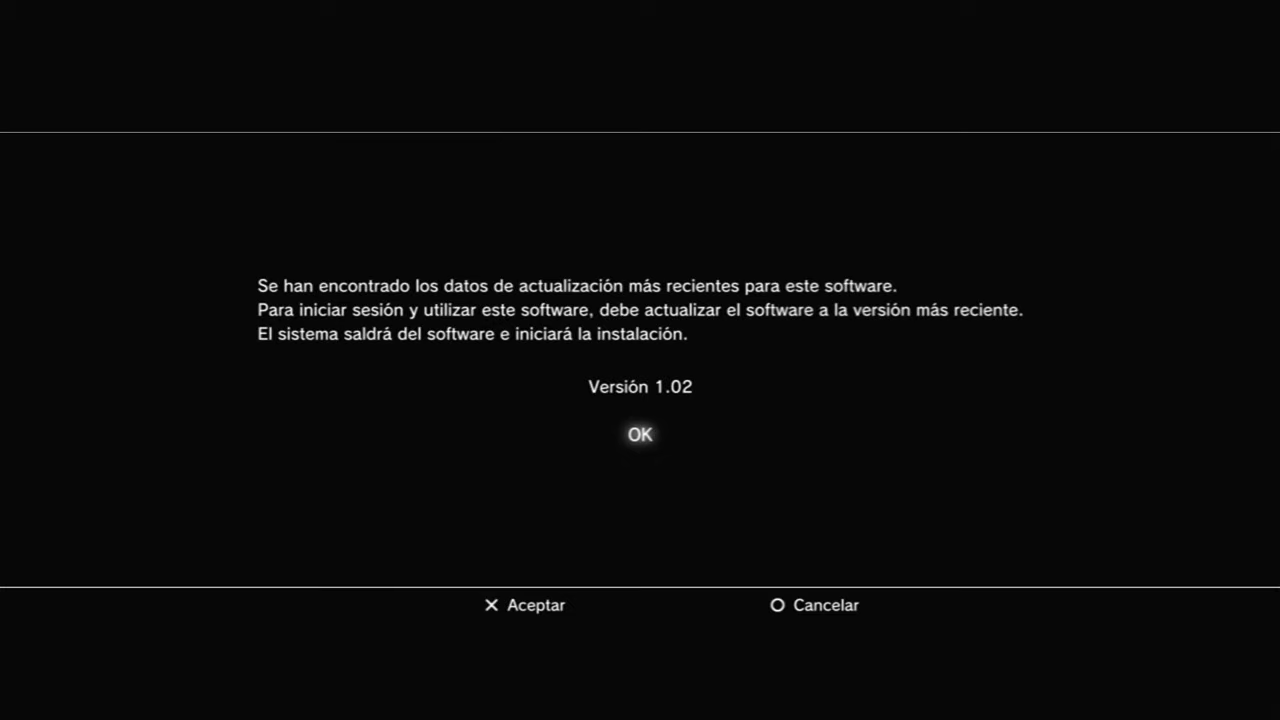 Se han encontrado los datos de actualización más recientes para este software.
Para iniciar sesión y utilizar este software, debe actualizar el software a la versión más reciente.
El sistema saldrá del software e iniciará la instalación.
Versión 1.02
OK
Aceptar
Cancelar